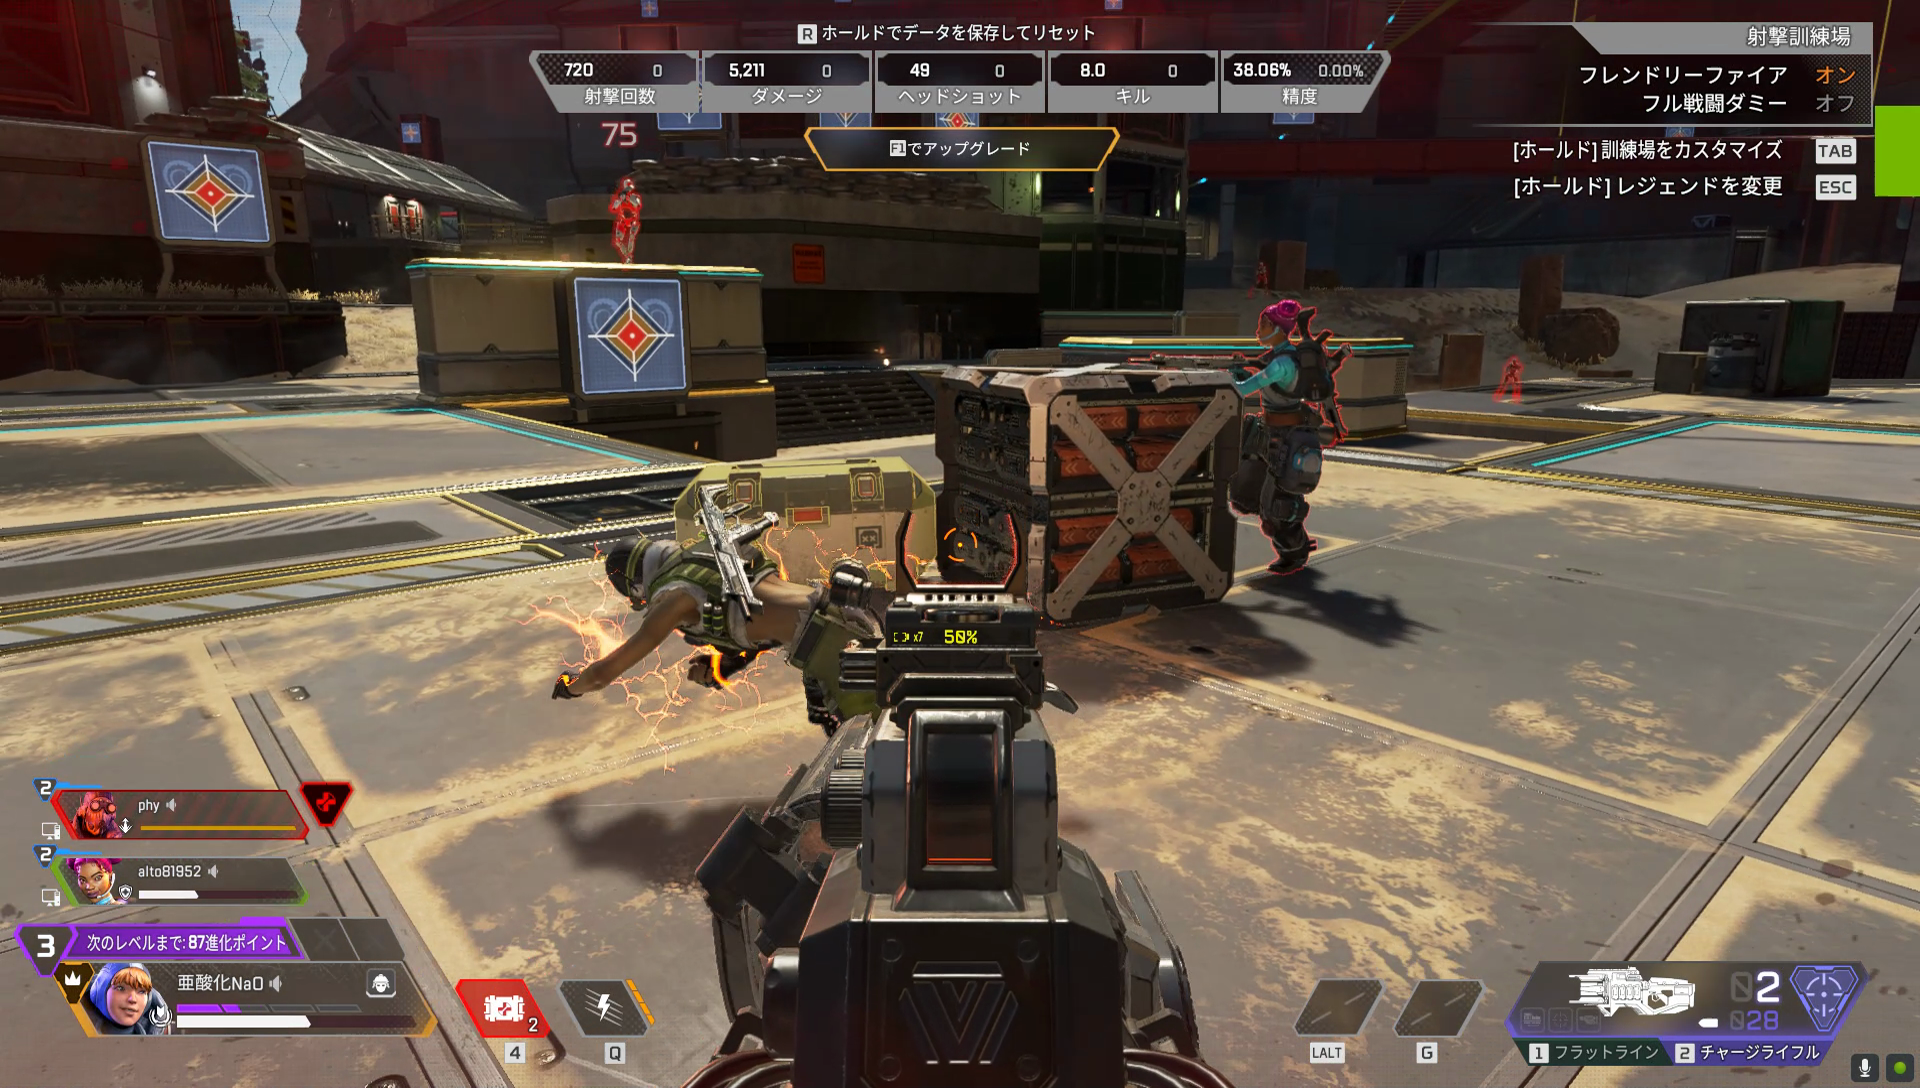 R ホールドでデータを保存してリセット
720 0 5,211 0 49 0 8.0 0 38.06% 0.00%
射撃回数 ダメージ ヘッドショット キル 精度
F1でアップグレード
射撃訓練場
フレンドリーファイア オン
フル戦闘ダミー オフ
[ホールド]訓練場をカスタマイズ TAB
[ホールド]レジェンドを変更 ESC
75
x7 50%
2
phy
2
alto81952
3 次のレベルまで:87進化ポイント
亜酸化NaO
2
4 Q
LALT G
02
028
1 フラットライン 2 チャージライフル